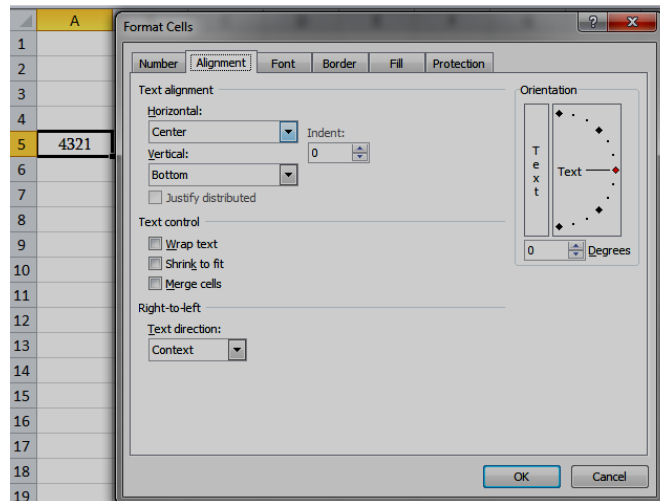 A
Format Cells
1
2
3
4
5 4321
6
7
8
9
10
11
12
13
14
15
16
17
18
19
Number Alignment Font Border Fill Protection
Text alignment
Horizontal:
Center
Indent:
Vertical:
0
Bottom
Justify distributed
Text control
Wrap text
Shrink to fit
Merge cells
Right-to-left
Text direction:
Context
Orientation
T
e
x
t
Text
0 Degrees
OK Cancel